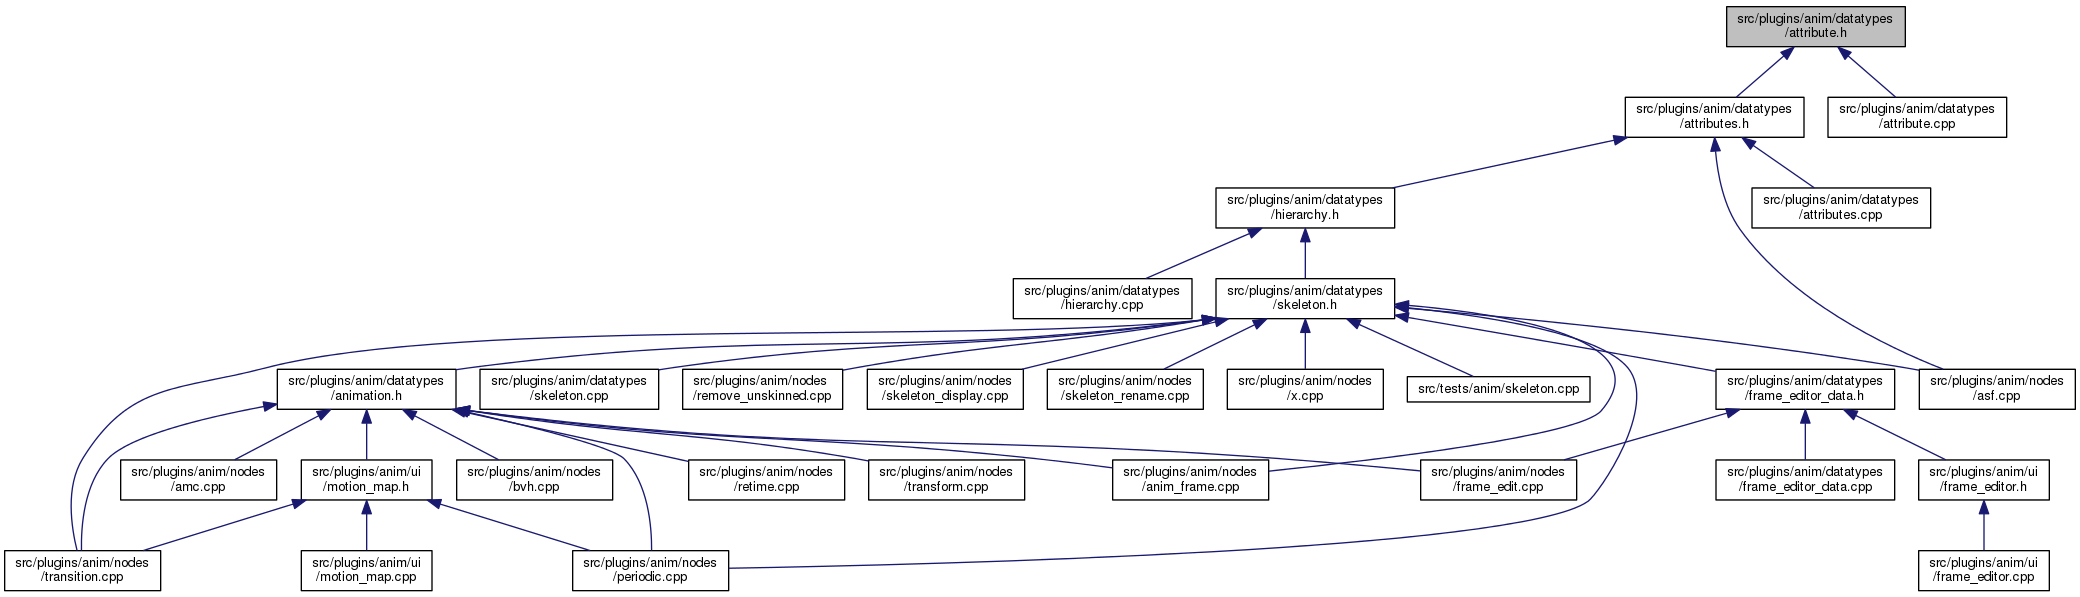 src/plugins/anim/datatypes
/attribute.h
src/plugins/anim/datatypes
/attributes.h
src/plugins/anim/datatypes
/attribute.cpp
src/plugins/anim/datatypes
/hierarchy.h
src/plugins/anim/datatypes
/attributes.cpp
src/plugins/anim/datatypes
/hierarchy.cpp
src/plugins/anim/datatypes
/skeleton.h
src/plugins/anim/datatypes
/animation.h
src/plugins/anim/datatypes
/skeleton.cpp
src/plugins/anim/nodes
/remove_unskinned.cpp
src/plugins/anim/nodes
/skeleton_display.cpp
src/plugins/anim/nodes
/skeleton_rename.cpp
src/plugins/anim/nodes
/x.cpp
src/tests/anim/skeleton.cpp
src/plugins/anim/datatypes
/frame_editor_data.h
src/plugins/anim/nodes
/asf.cpp
src/plugins/anim/nodes
/amc.cpp
src/plugins/anim/ui
/motion_map.h
src/plugins/anim/nodes
/bvh.cpp
src/plugins/anim/nodes
/retime.cpp
src/plugins/anim/nodes
/transform.cpp
src/plugins/anim/nodes
/anim_frame.cpp
src/plugins/anim/nodes
/frame_edit.cpp
src/plugins/anim/datatypes
/frame_editor_data.cpp
src/plugins/anim/ui
/frame_editor.h
src/plugins/anim/nodes
/transition.cpp
src/plugins/anim/ui
/motion_map.cpp
src/plugins/anim/nodes
/periodic.cpp
src/plugins/anim/ui
/frame_editor.cpp